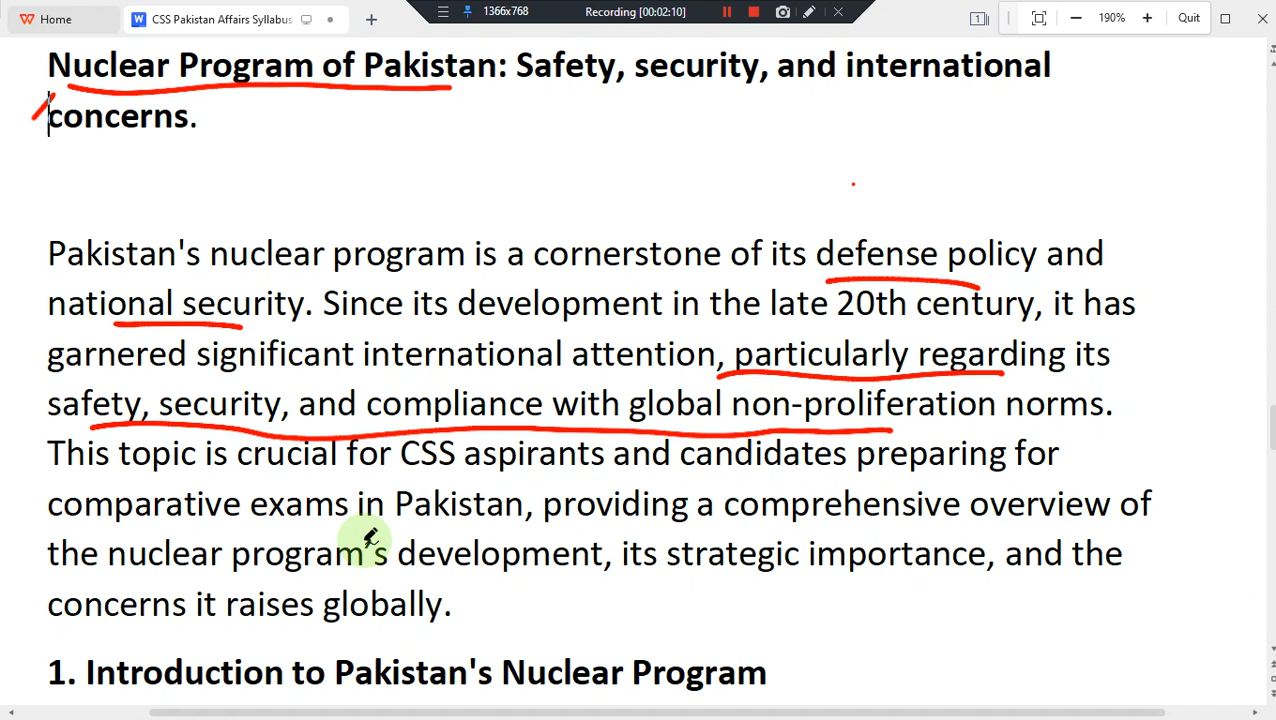 Home
CSS Pakistan Affairs Syllabus
1366x768
Recording [00:02:10]
1
190%
Quit
Nuclear Program of Pakistan: Safety, security, and international
concerns.
Pakistan's nuclear program is a cornerstone of its defense policy and
national security. Since its development in the late 20th century, it has
garnered significant international attention, particularly regarding its
safety, security, and compliance with global non-proliferation norms.
This topic is crucial for CSS aspirants and candidates preparing for
comparative exams in Pakistan, providing a comprehensive overview of
the nuclear program's development, its strategic importance, and the
concerns it raises globally.
1. Introduction to Pakistan's Nuclear Program